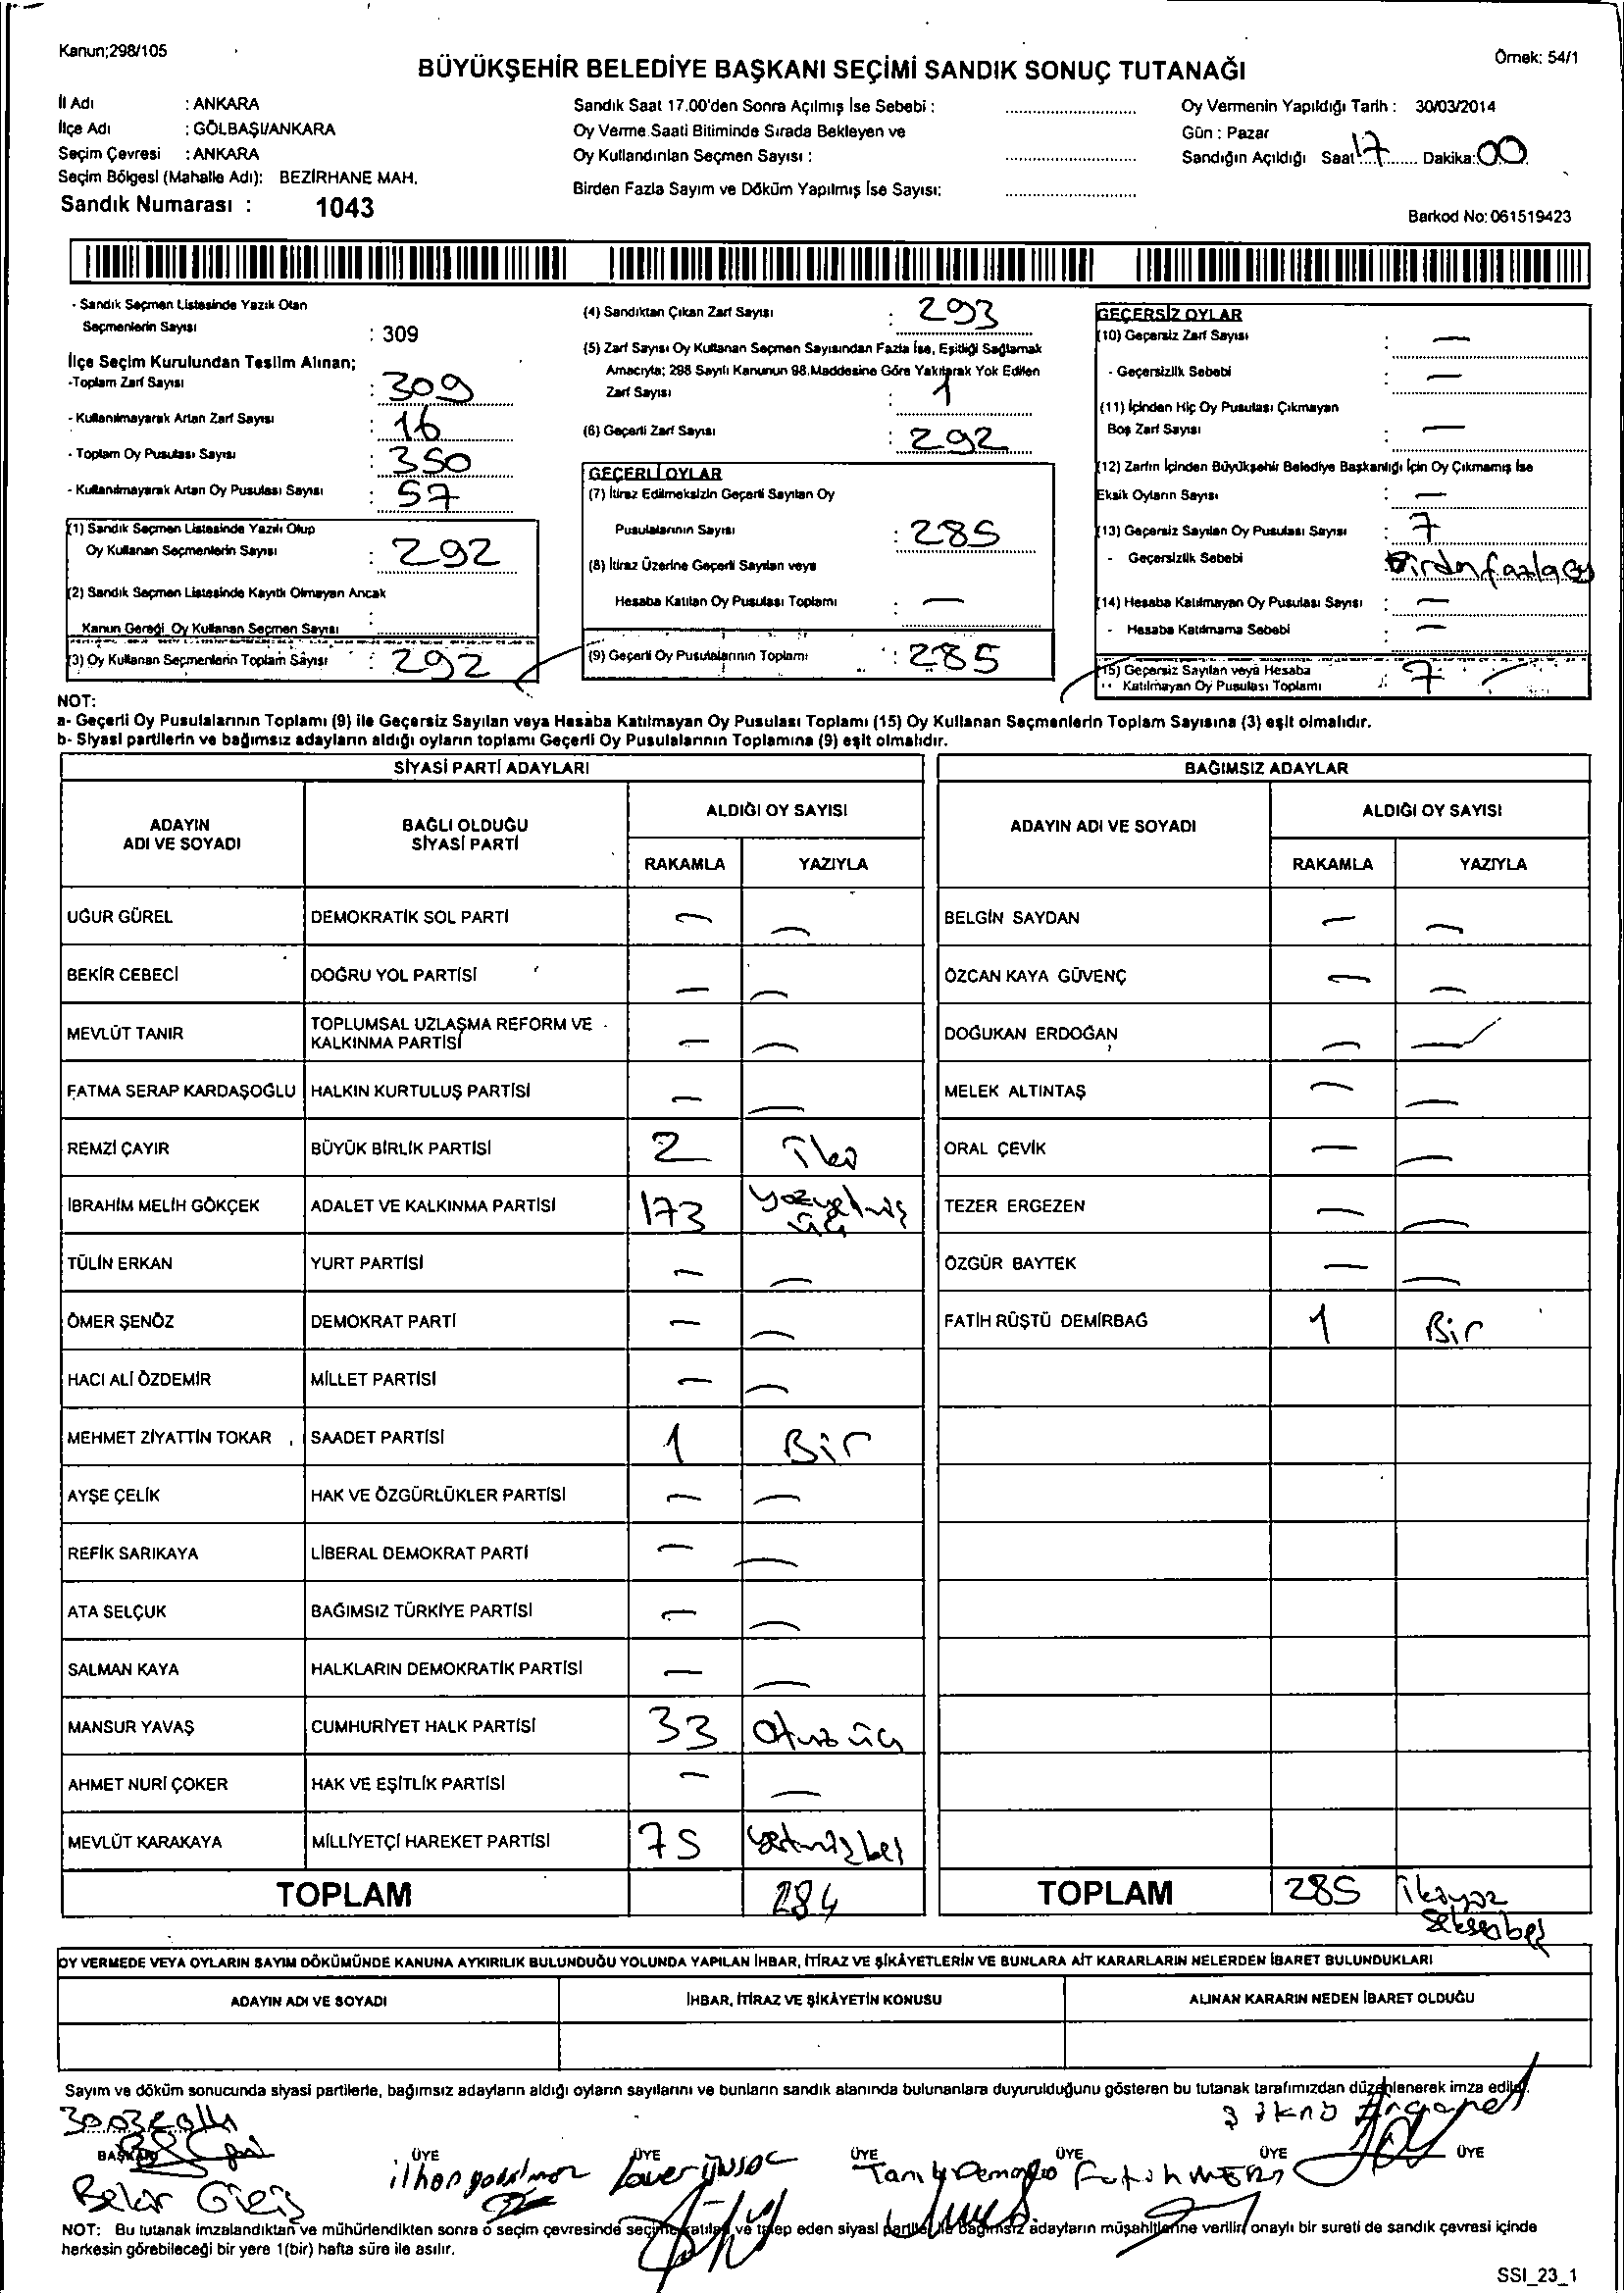 Kanun;298/105
Örnek: 54/1
BÜYÜKŞEHİR BELEDİYE BAŞKANI SEÇİMİ SANDIK SONUÇ TUTANAĞI
İl Adı : ANKARA
İlçe Adı : GÖLBAŞI/ANKARA
Seçim Çevresi : ANKARA
Seçim Bölgesi (Mahalle Adı): BEZİRHANE MAH.
Sandık Numarası : 1043
Sandık Saat 17.00'den Sonra Açılmış İse Sebebi :
Oy Verme Saati Bitiminde Sırada Bekleyen ve
Oy Kullandırılan Seçmen Sayısı :
Birden Fazla Sayım ve Döküm Yapılmış İse Sayısı:
Oy Vermenin Yapıldığı Tarih : 30/03/2014
Gün : Pazar
Sandığın Açıldığı Saat 17 Dakika: 00
Barkod No: 061519423
- Sandık Seçmen Listesinde Yazılı Olan
Seçmenlerin Sayısı : 309
İlçe Seçim Kurulundan Teslim Alınan;
-Toplam Zarf Sayısı : 309
- Kullanılmayarak Artan Zarf Sayısı : 16
- Toplam Oy Pusulası Sayısı : 350
- Kullanılmayarak Artan Oy Pusulası Sayısı : 57
(1) Sandık Seçmen Listesinde Yazılı Olup
Oy Kullanan Seçmenlerin Sayısı : 292
(2) Sandık Seçmen Listesinde Kayıtlı Olmayan Ancak
Kanun Gereği Oy Kullanan Seçmen Sayısı :
(3) Oy Kullanan Seçmenlerin Toplam Sayısı : 292
(4) Sandıktan Çıkan Zarf Sayısı : 293
(5) Zarf Sayısı Oy Kullanan Seçmen Sayısından Fazla İse, Eşitliği Sağlamak
Amacıyla; 298 Sayılı Kanunun 98.Maddesine Göre Yakılarak Yok Edilen
Zarf Sayısı : 1
(6) Geçerli Zarf Sayısı : 292
GEÇERLİ OYLAR
(7) İtiraz Edilmeksizin Geçerli Sayılan Oy
Pusulalarının Sayısı : 285
(8) İtiraz Üzerine Geçerli Sayılan veya
Hesaba Katılan Oy Pusulası Toplamı : —
(9) Geçerli Oy Pusulalarının Toplamı : 285
GEÇERSİZ OYLAR
(10) Geçersiz Zarf Sayısı : —
- Geçersizlik Sebebi : —
(11) İçinden Hiç Oy Pusulası Çıkmayan
Boş Zarf Sayısı : —
(12) Zarfın İçinden Büyükşehir Belediye Başkanlığı İçin Oy Çıkmamış İse
Eksik Oyların Sayısı : —
(13) Geçersiz Sayılan Oy Pusulası Sayısı : 7
- Geçersizlik Sebebi Birden fazla oy
(14) Hesaba Katılmayan Oy Pusulası Sayısı : —
- Hesaba Katılmama Sebebi : —
(15) Geçersiz Sayılan veya Hesaba
Katılmayan Oy Pusulası Toplamı : 7
NOT:
a- Geçerli Oy Pusulalarının Toplamı (9) ile Geçersiz Sayılan veya Hesaba Katılmayan Oy Pusulası Toplamı (15) Oy Kullanan Seçmenlerin Toplam Sayısına (3) eşit olmalıdır.
b- Siyasi partilerin ve bağımsız adayların aldığı oyların toplamı Geçerli Oy Pusulalarının Toplamına (9) eşit olmalıdır.
SİYASİ PARTİ ADAYLARI
ADAYIN ADI VE SOYADI BAĞLI OLDUĞU SİYASİ PARTİ ALDIĞI OY SAYISI
RAKAMLA YAZIYLA
UĞUR GÜREL DEMOKRATİK SOL PARTİ — —
BEKİR CEBECİ DOĞRU YOL PARTİSİ — —
MEVLÜT TANIR TOPLUMSAL UZLAŞMA REFORM VE KALKINMA PARTİSİ — —
FATMA SERAP KARDAŞOĞLU HALKIN KURTULUŞ PARTİSİ — —
REMZİ ÇAYIR BÜYÜK BİRLİK PARTİSİ 2 İki
İBRAHİM MELİH GÖKÇEK ADALET VE KALKINMA PARTİSİ 173 yüzyetmiş üç
TÜLİN ERKAN YURT PARTİSİ — —
ÖMER ŞENÖZ DEMOKRAT PARTİ — —
HACI ALİ ÖZDEMİR MİLLET PARTİSİ — —
MEHMET ZİYATTİN TOKAR SAADET PARTİSİ 1 Bir
AYŞE ÇELİK HAK VE ÖZGÜRLÜKLER PARTİSİ — —
REFİK SARIKAYA LİBERAL DEMOKRAT PARTİ — —
ATA SELÇUK BAĞIMSIZ TÜRKİYE PARTİSİ — —
SALMAN KAYA HALKLARIN DEMOKRATİK PARTİSİ — —
MANSUR YAVAŞ CUMHURİYET HALK PARTİSİ 33 otuz üç
AHMET NURİ ÇOKER HAK VE EŞİTLİK PARTİSİ — —
MEVLÜT KARAKAYA MİLLİYETÇİ HAREKET PARTİSİ 75 yetmişbeş
TOPLAM 284
BAĞIMSIZ ADAYLAR
ADAYIN ADI VE SOYADI ALDIĞI OY SAYISI
RAKAMLA YAZIYLA
BELGİN SAYDAN — —
ÖZCAN KAYA GÜVENÇ — —
DOĞUKAN ERDOĞAN — —
MELEK ALTINTAŞ — —
ORAL ÇEVİK — —
TEZER ERGEZEN — —
ÖZGÜR BAYTEK — —
FATİH RÜŞTÜ DEMİRBAĞ 1 Bir
TOPLAM 285 ikiyüz seksenbeş
OY VERMEDE VEYA OYLARIN SAYIM DÖKÜMÜNDE KANUNA AYKIRILIK BULUNDUĞU YOLUNDA YAPILAN İHBAR, İTİRAZ VE ŞİKÂYETLERİN VE BUNLARA AİT KARARLARIN NELERDEN İBARET BULUNDUKLARI
ADAYIN ADI VE SOYADI İHBAR, İTİRAZ VE ŞİKÂYETİN KONUSU ALINAN KARARIN NEDEN İBARET OLDUĞU
Sayım ve döküm sonucunda siyasi partilerle, bağımsız adayların aldığı oyların sayılarını ve bunların sandık alanında bulunanlara duyurulduğunu gösteren bu tutanak tarafımızdan düzenlenerek imza edildi.
BAŞKAN ÜYE ÜYE ÜYE ÜYE ÜYE ÜYE
Bekir
NOT: Bu tutanak imzalandıktan ve mühürlendikten sonra o seçim çevresinde seçime katılan ve talep eden siyasi partiler ile bağımsız adayların müşahitlerine verilir onaylı bir sureti de sandık çevresi içinde
herkesin görebileceği bir yere 1(bir) hafta süre ile asılır.
SSI_23_1